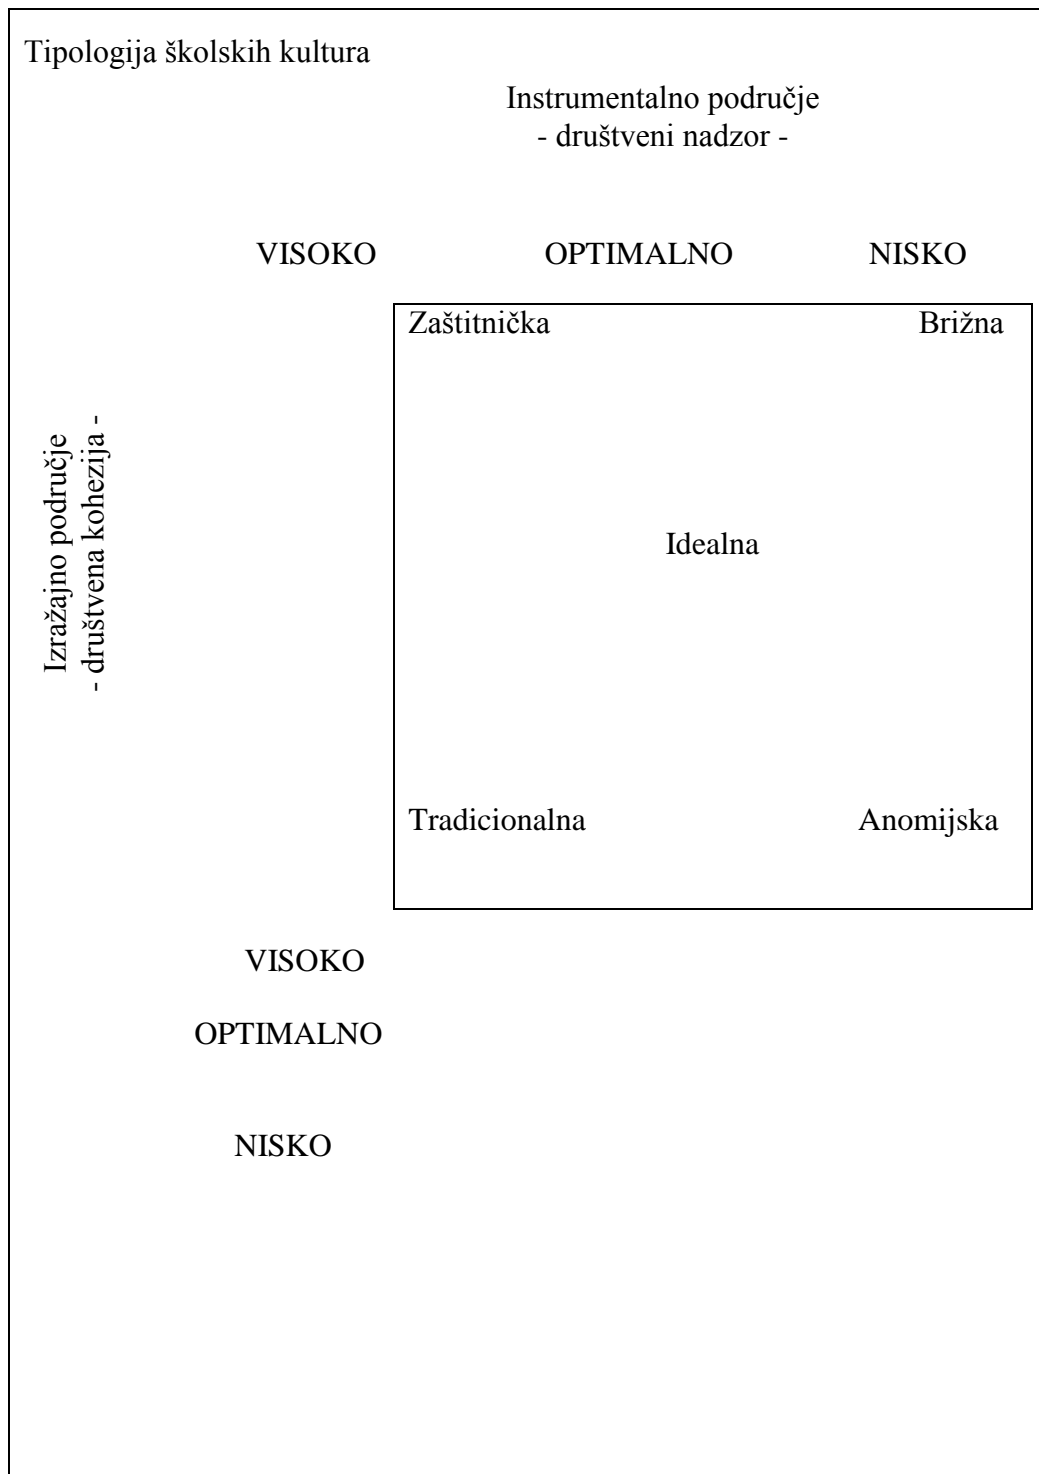 Tipologija školskih kultura
Instrumentalno područje
- društveni nadzor -
VISOKO OPTIMALNO NISKO
Zaštitnička Brižna
Izražajno područje
- društvena kohezija -
Idealna
Tradicionalna Anomijska
VISOKO
OPTIMALNO
NISKO